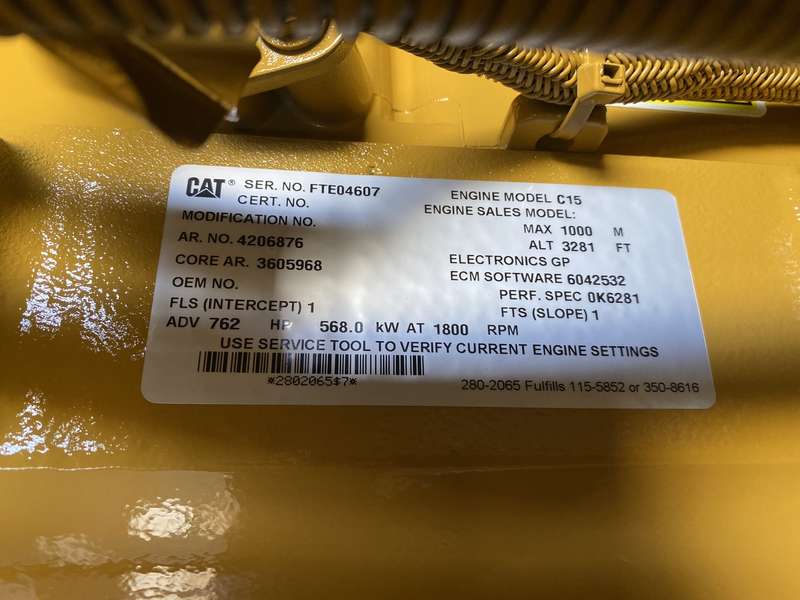 CAT® SER. NO. FTE04607 ENGINE MODEL C15
CERT. NO. ENGINE SALES MODEL:
MODIFICATION NO. MAX 1000 M
AR. NO. 4206876 ALT 3281 FT
CORE AR. 3605968 ELECTRONICS GP
OEM NO. ECM SOFTWARE 6042532
PERF. SPEC 0K6281
FLS (INTERCEPT) 1 FTS (SLOPE) 1
ADV 762 HP 568.0 kW AT 1800 RPM
USE SERVICE TOOL TO VERIFY CURRENT ENGINE SETTINGS
*2802065$7*
280-2065 Fulfills 115-5852 or 350-8616